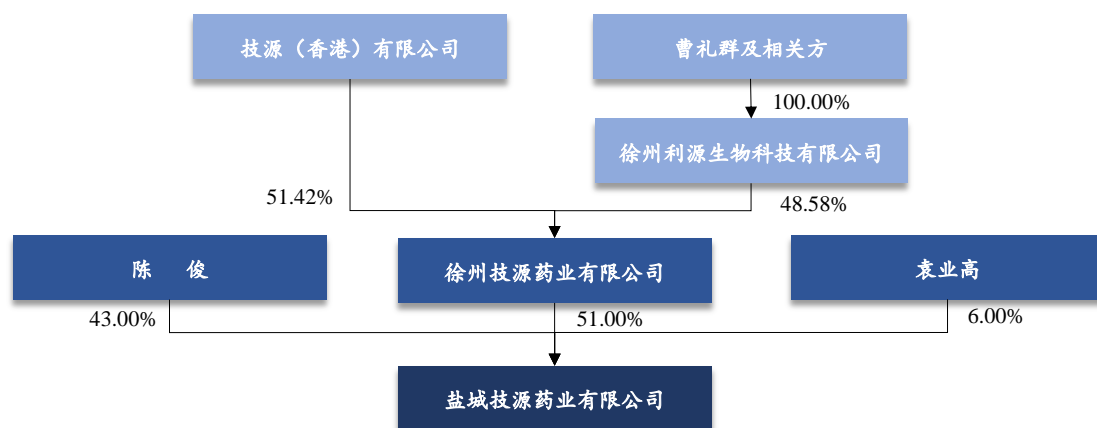 技源（香港）有限公司
曹礼群及相关方
100.00%
徐州利源生物科技有限公司
51.42%
48.58%
陈 俊
徐州技源药业有限公司
袁业高
43.00%
51.00%
6.00%
盐城技源药业有限公司